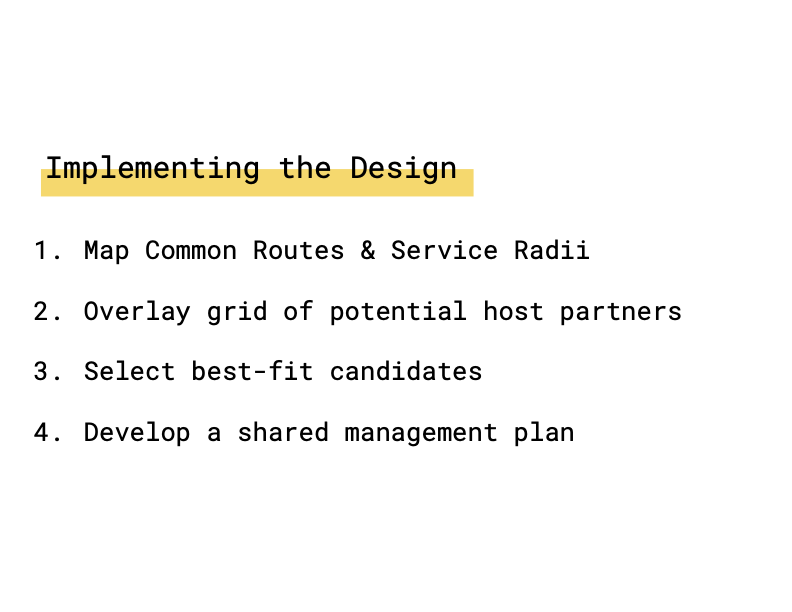 Implementing the Design
1. Map Common Routes & Service Radii
2. Overlay grid of potential host partners
3. Select best-fit candidates
4. Develop a shared management plan